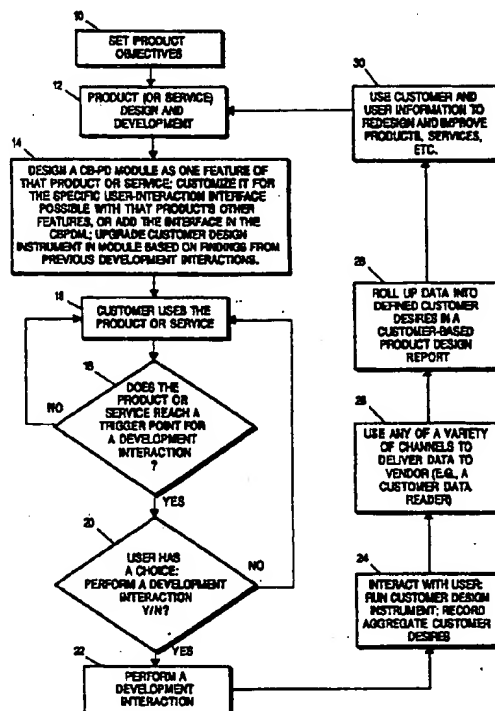 10
SET PRODUCT
OBJECTIVES
12
PRODUCT (OR SERVICE)
DESIGN AND
DEVELOPMENT
14
DESIGN A CB-PD MODULE AS ONE FEATURE OF
THAT PRODUCT OR SERVICE; CUSTOMIZE IT FOR
THE SPECIFIC USER-INTERACTION INTERFACE
POSSIBLE WITH THAT PRODUCT'S OTHER
FEATURES, OR ADD THE INTERFACE IN THE
CBPDM; UPGRADE CUSTOMER DESIGN
INSTRUMENT IN MODULE BASED ON FINDINGS FROM
PREVIOUS DEVELOPMENT INTERACTIONS.
16
CUSTOMER USES THE
PRODUCT OR SERVICE
18
DOES THE
PRODUCT OR
SERVICE REACH A
TRIGGER POINT FOR
A DEVELOPMENT
INTERACTION
?
NO
YES
20
USER HAS
A CHOICE:
PERFORM A DEVELOPMENT
INTERACTION
Y/N?
NO
YES
22
PERFORM A
DEVELOPMENT
INTERACTION
24
INTERACT WITH USER;
RUN CUSTOMER DESIGN
INSTRUMENT; RECORD
AGGREGATE CUSTOMER
DESIRES
26
USE ANY OF A VARIETY
OF CHANNELS TO
DELIVER DATA TO
VENDOR (E.G., A
CUSTOMER DATA
READER)
28
ROLL UP DATA INTO
DEFINED CUSTOMER
DESIRES IN A
CUSTOMER-BASED
PRODUCT DESIGN
REPORT
30
USE CUSTOMER AND
USER INFORMATION TO
REDESIGN AND IMPROVE
PRODUCTS, SERVICES,
ETC.